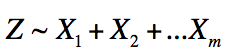 Z ~ X₁ + X₂ + ...Xₘ